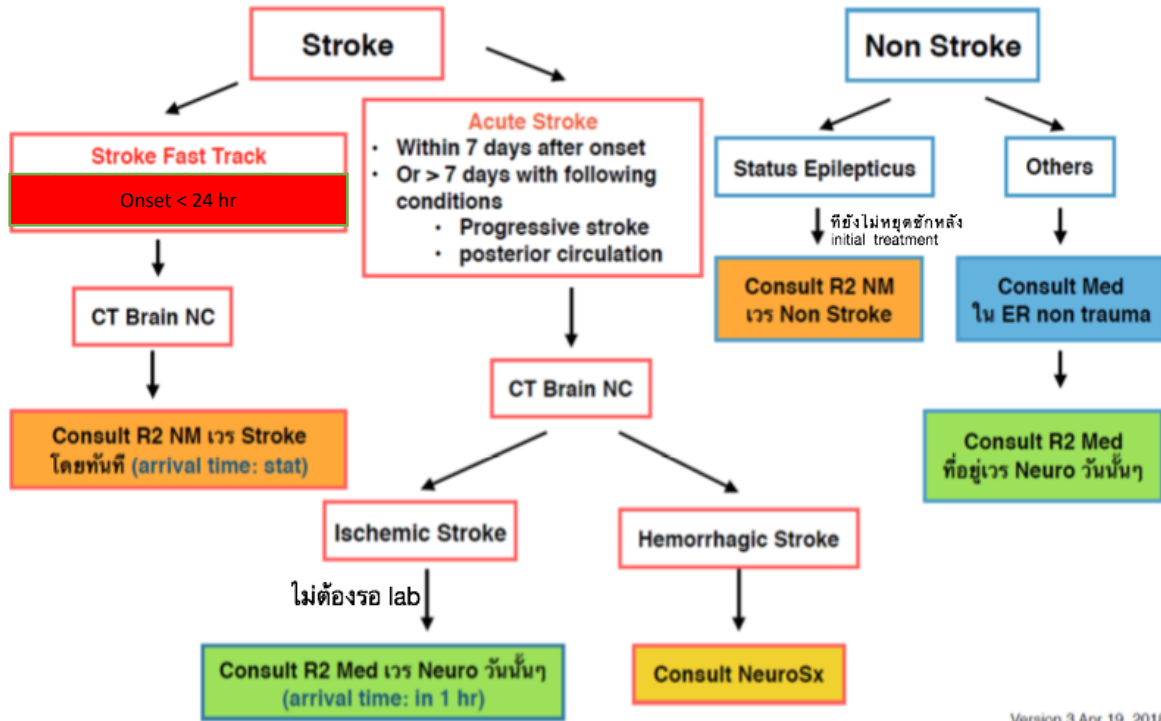 Stroke
Non Stroke
Stroke Fast Track
Onset < 24 hr
CT Brain NC
Consult R2 NM เวร Stroke
โดยทันที (arrival time: stat)
Acute Stroke
• Within 7 days after onset
• Or > 7 days with following
conditions
• Progressive stroke
• posterior circulation
CT Brain NC
Ischemic Stroke
ไม่ต้องรอ lab
Consult R2 Med เวร Neuro วันนั้นๆ
(arrival time: in 1 hr)
Hemorrhagic Stroke
Consult NeuroSx
Status Epilepticus
ที่ยังไม่หยุดชักหลัง
initial treatment
Consult R2 NM
เวร Non Stroke
Others
Consult Med
ใน ER non trauma
Consult R2 Med
ที่อยู่เวร Neuro วันนั้นๆ
Version 3 Apr 19,